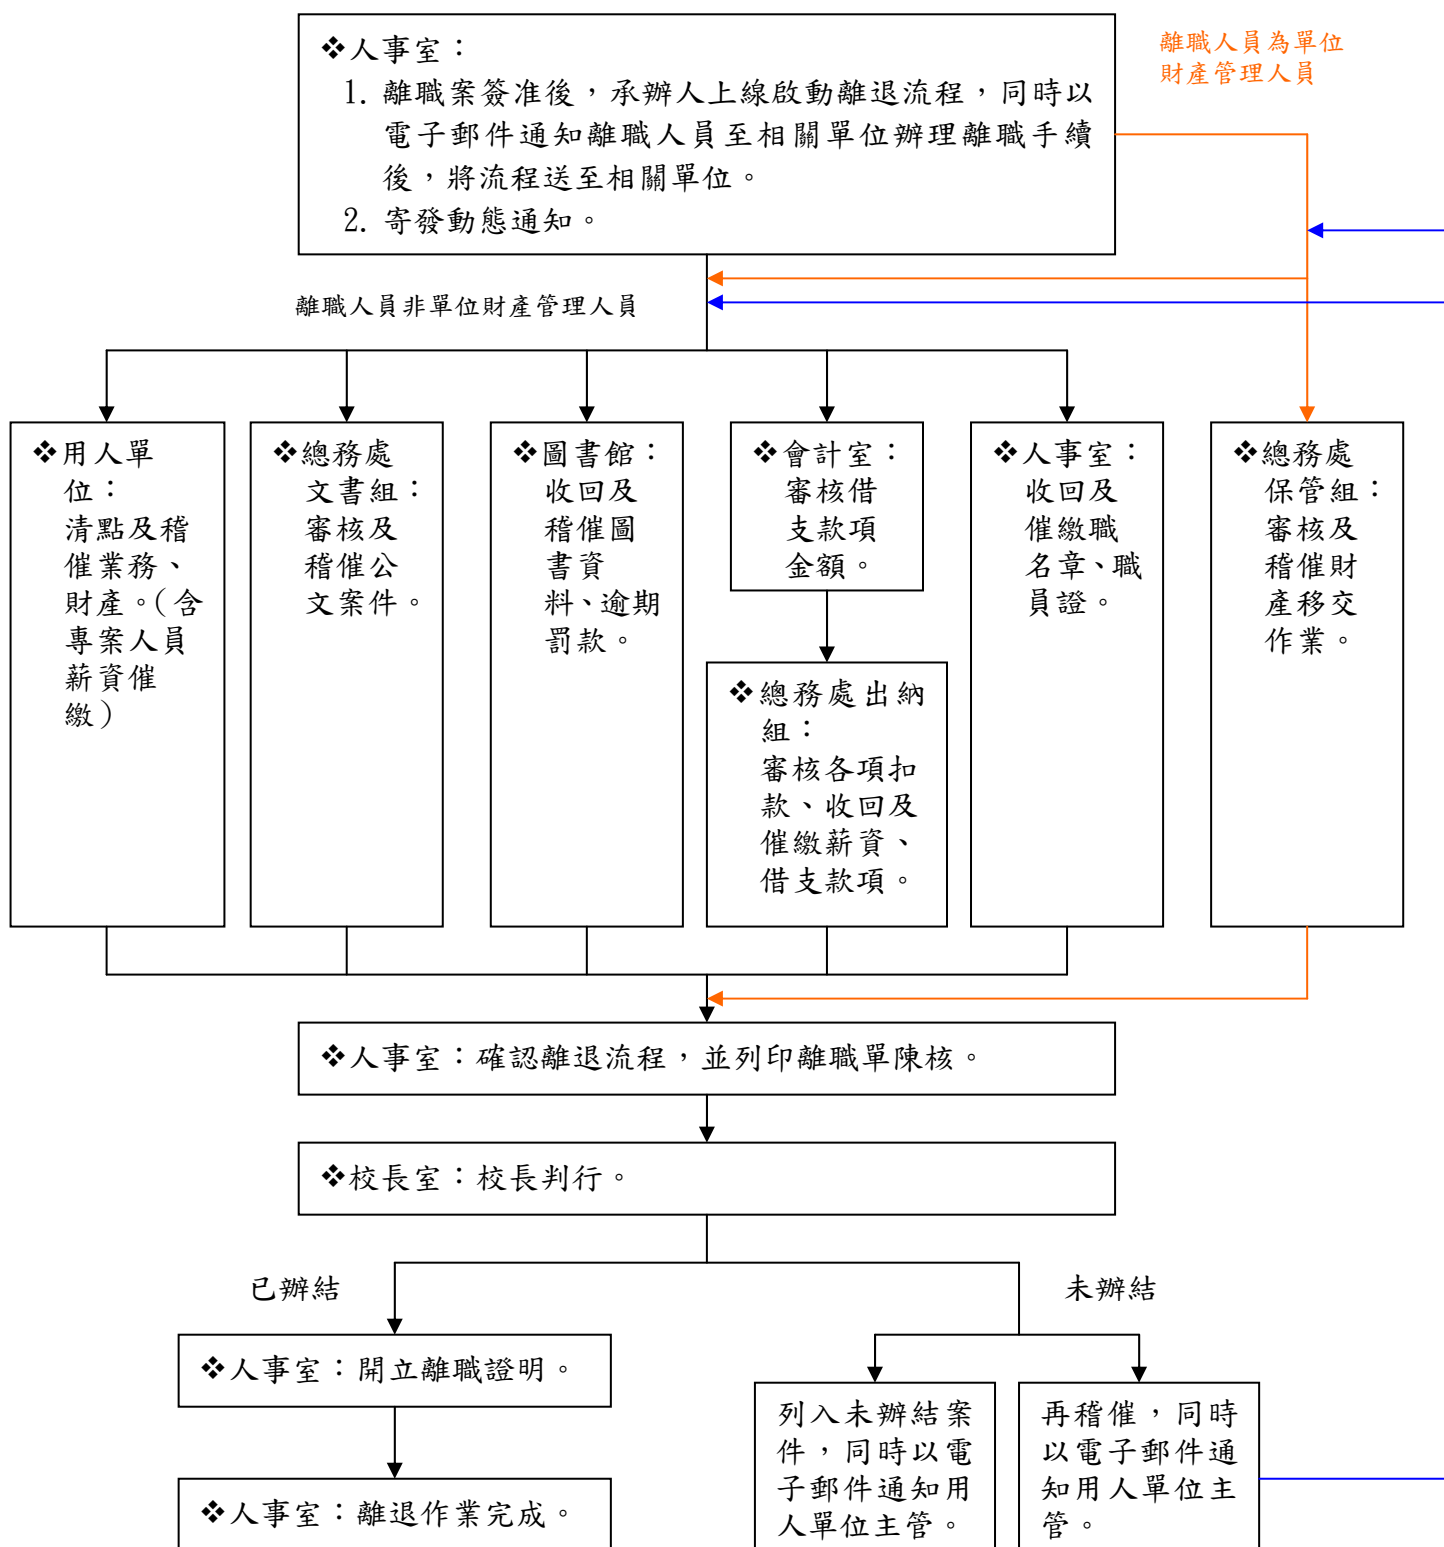 ❖人事室：
1. 離職案簽准後，承辦人上線啟動離退流程，同時以
電子郵件通知離職人員至相關單位辦理離職手續
後，將流程送至相關單位。
2. 寄發動態通知。
離職人員為單位
財產管理人員
離職人員非單位財產管理人員
❖用人單
位：
清點及稽
催業務、
財產。(含
專案人員
薪資催
繳)
❖總務處
文書組：
審核及
稽催公
文案件。
❖圖書館：
收回及
稽催圖
書資
料、逾期
罰款。
❖會計室：
審核借
支款項
金額。
❖總務處出納
組：
審核各項扣
款、收回及
催繳薪資、
借支款項。
❖人事室：
收回及
催繳職
名章、職
員證。
❖總務處
保管組：
審核及
稽催財
產移交
作業。
❖人事室：確認離退流程，並列印離職單陳核。
❖校長室：校長判行。
已辦結
未辦結
❖人事室：開立離職證明。
❖人事室：離退作業完成。
列入未辦結案
件，同時以電
子郵件通知用
人單位主管。
再稽催，同時
以電子郵件通
知用人單位主
管。